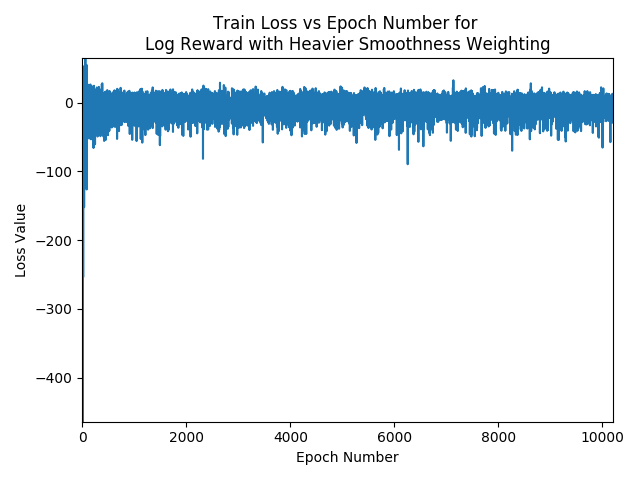 Train Loss vs Epoch Number for
Log Reward with Heavier Smoothness Weighting
0
−100
−200
−300
−400
Loss Value
0 2000 4000 6000 8000 10000
Epoch Number